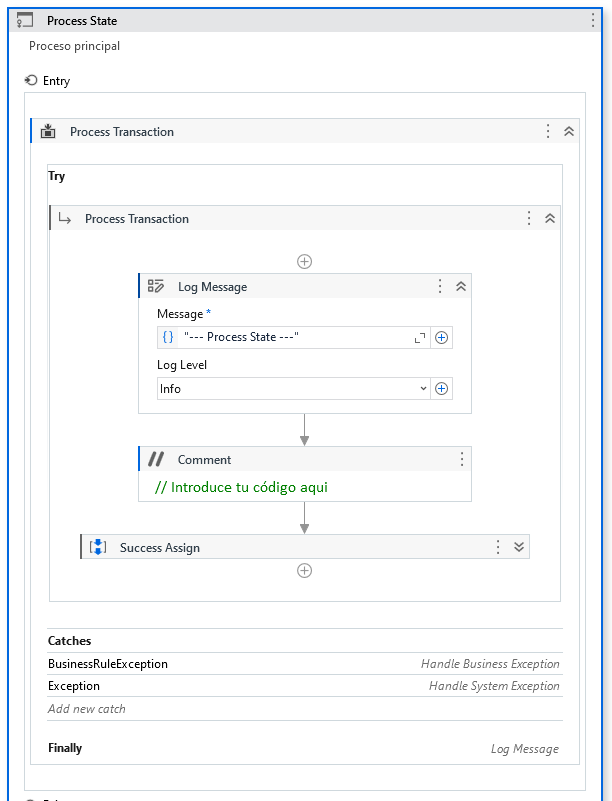 Process State
Proceso principal
Entry
Process Transaction
Try
Process Transaction
Log Message
Message *
"--- Process State ---"
Log Level
Info
Comment
// Introduce tu código aqui
Success Assign
Catches
BusinessRuleException Handle Business Exception
Exception Handle System Exception
Add new catch
Finally Log Message